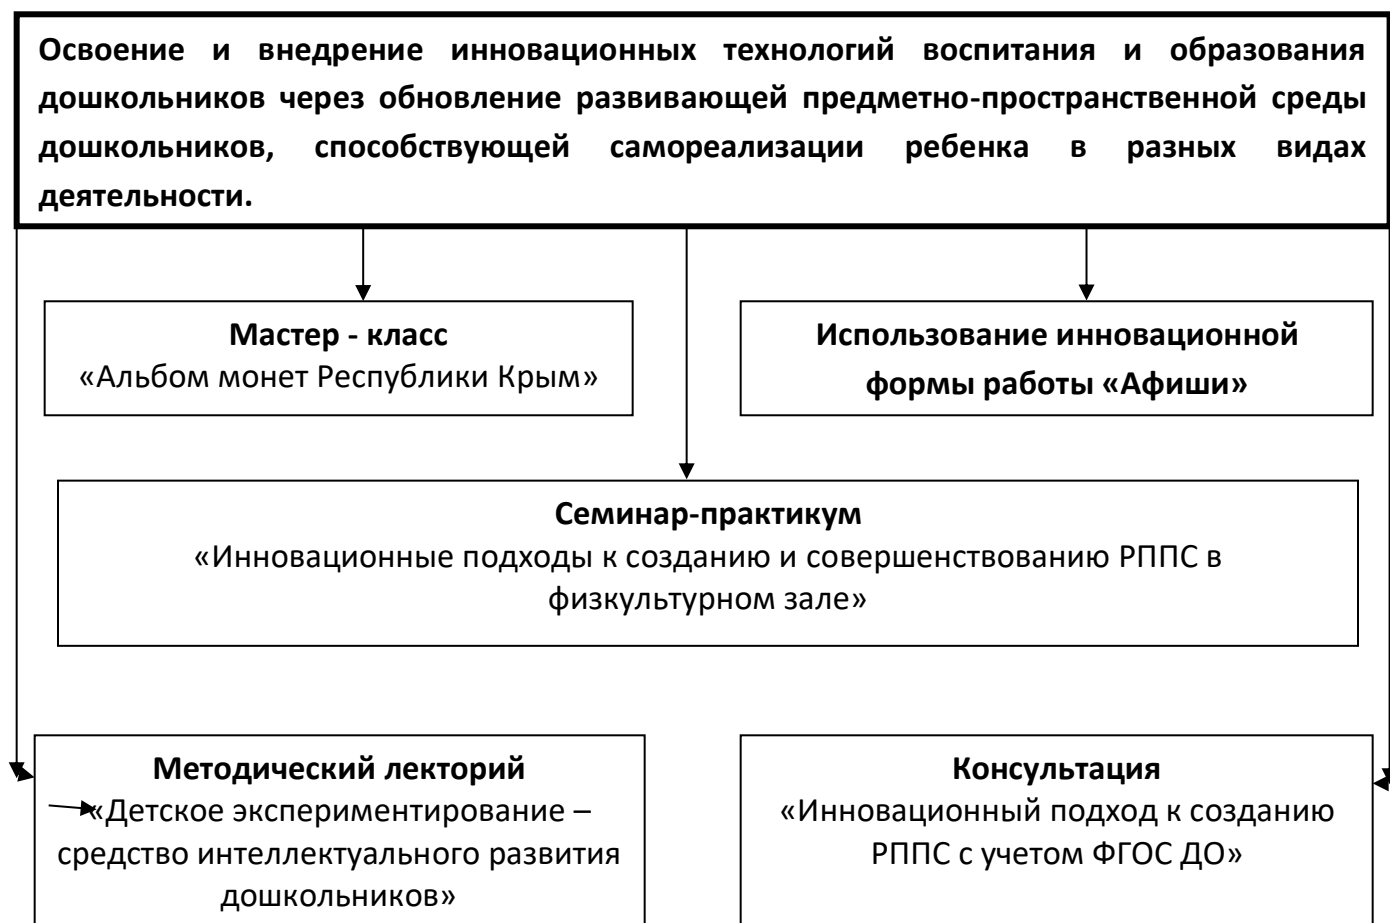 Освоение и внедрение инновационных технологий воспитания и образования
дошкольников через обновление развивающей предметно-пространственной среды
дошкольников, способствующей самореализации ребенка в разных видах
деятельности.
Мастер - класс
«Альбом монет Республики Крым»
Использование инновационной
формы работы «Афиши»
Семинар-практикум
«Инновационные подходы к созданию и совершенствованию РППС в
физкультурном зале»
Методический лекторий
«Детское экспериментирование –
средство интеллектуального развития
дошкольников»
Консультация
«Инновационный подход к созданию
РППС с учетом ФГОС ДО»